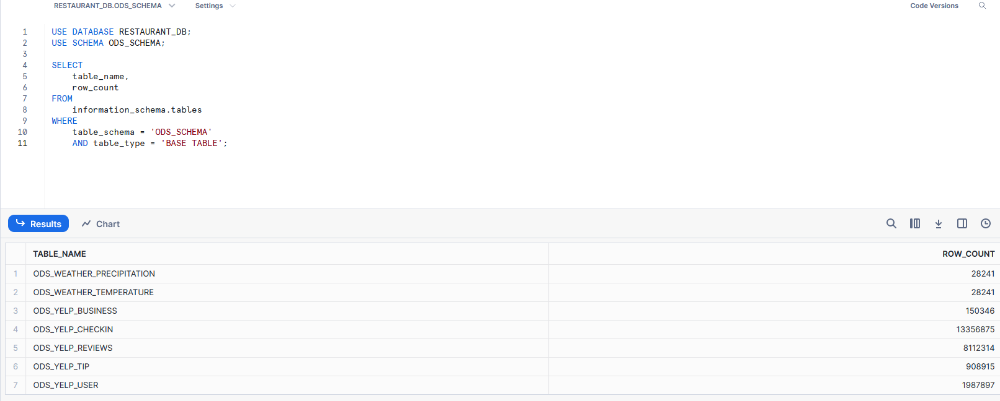 RESTAURANT_DB.ODS_SCHEMA Settings Code Versions
1 USE DATABASE RESTAURANT_DB;
2 USE SCHEMA ODS_SCHEMA;
3
4 SELECT
5 table_name,
6 row_count
7 FROM
8 information_schema.tables
9 WHERE
10 table_schema = 'ODS_SCHEMA'
11 AND table_type = 'BASE TABLE';
Results Chart
TABLE_NAME ROW_COUNT
1 ODS_WEATHER_PRECIPITATION 28241
2 ODS_WEATHER_TEMPERATURE 28241
3 ODS_YELP_BUSINESS 150346
4 ODS_YELP_CHECKIN 13356875
5 ODS_YELP_REVIEWS 8112314
6 ODS_YELP_TIP 908915
7 ODS_YELP_USER 1987897